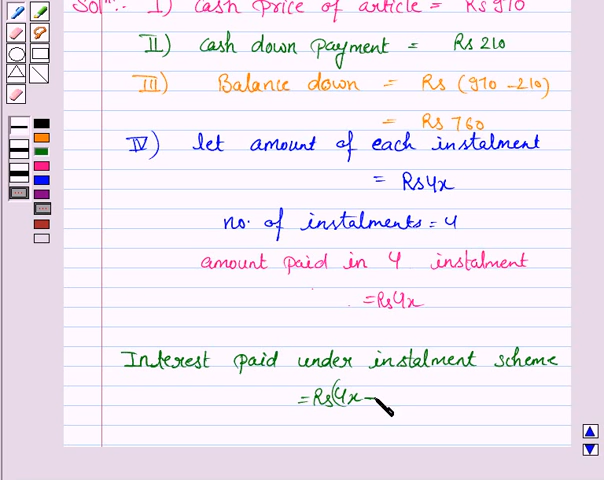 Solⁿ:- I) Cash price of article = Rs 970
II) Cash down payment = Rs 210
III) Balance down = Rs (970 - 210)
= Rs 760
IV) let amount of each instalment
= Rs 4x
no. of instalments = 4
amount paid in 4 instalment
= Rs 4x
Interest paid under instalment scheme
= Rs (4x -